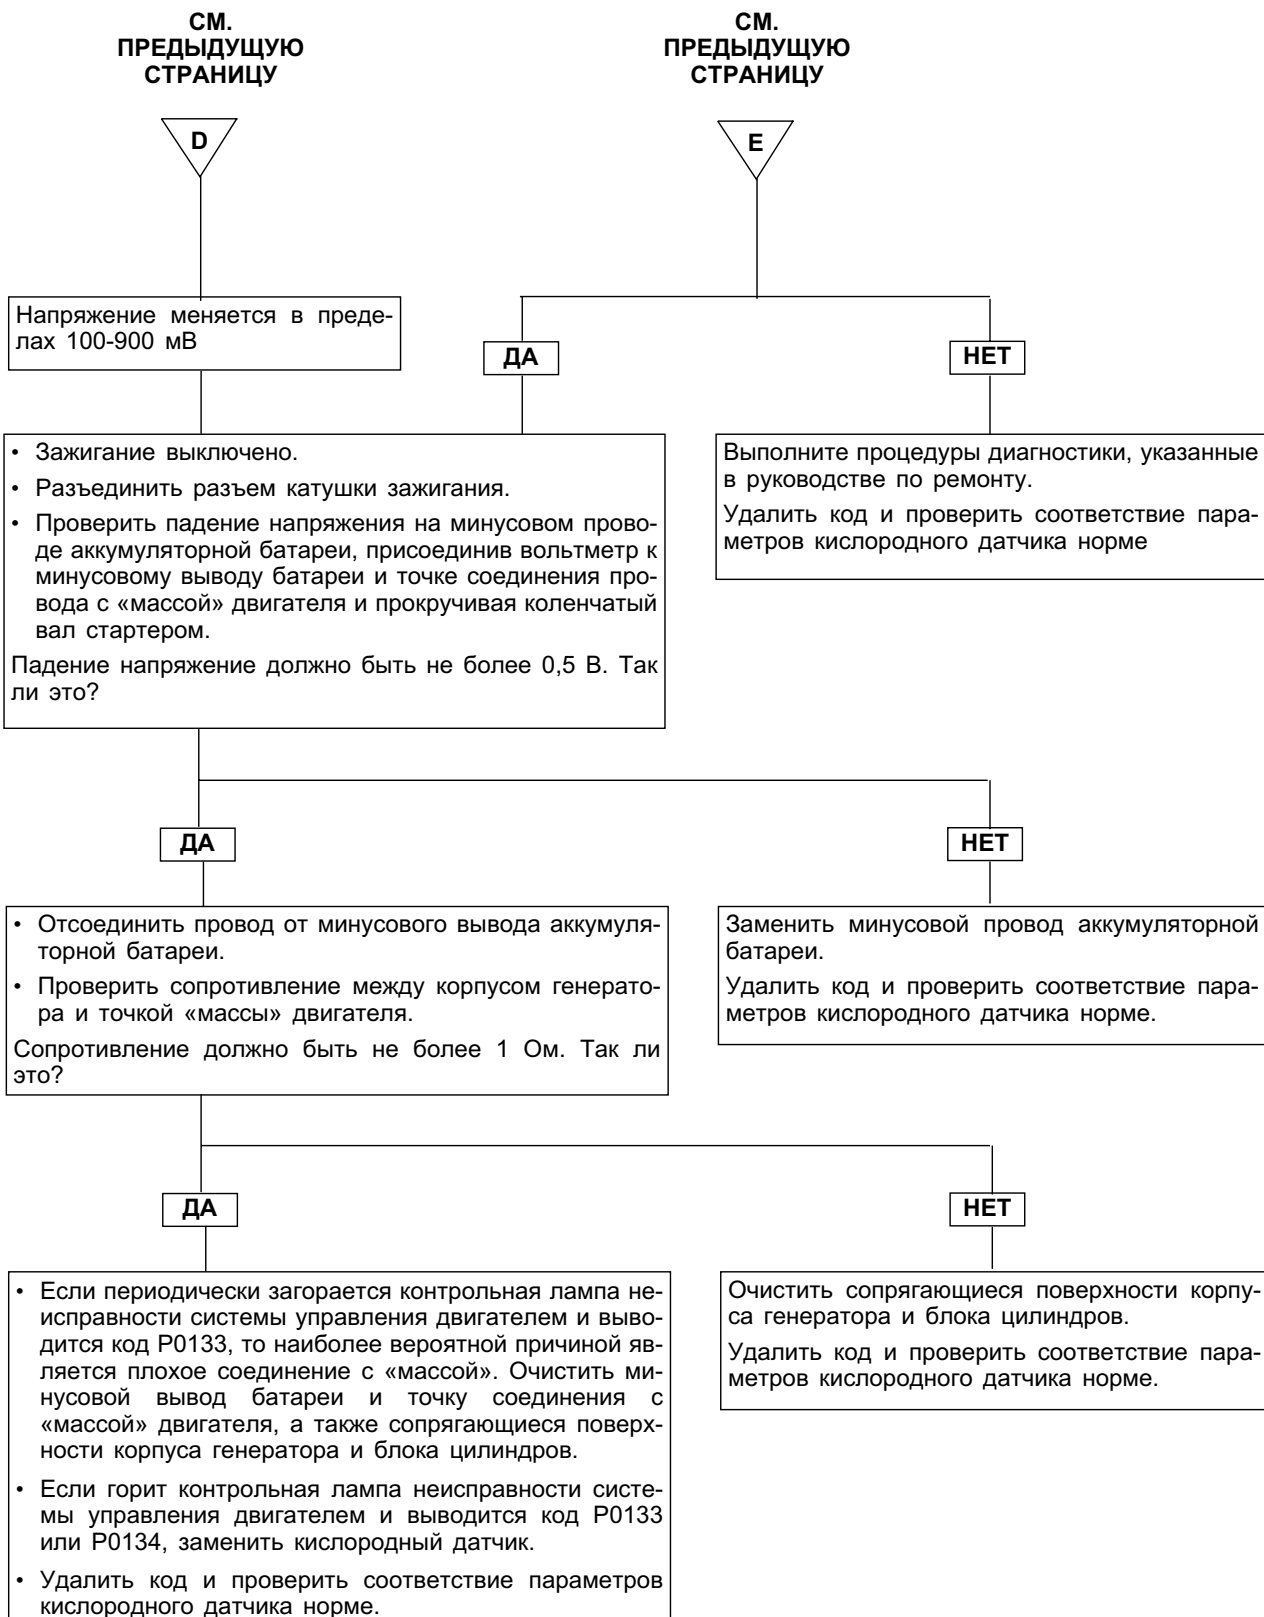 СМ.
ПРЕДЫДУЩУЮ
СТРАНИЦУ
СМ.
ПРЕДЫДУЩУЮ
СТРАНИЦУ
D
E
Напряжение меняется в преде-
лах 100-900 мВ
ДА
НЕТ
• Зажигание выключено.
• Разъединить разъем катушки зажигания.
• Проверить падение напряжения на минусовом прово-
де аккумуляторной батареи, присоединив вольтметр к
минусовому выводу батареи и точке соединения про-
вода с «массой» двигателя и прокручивая коленчатый
вал стартером.
Падение напряжение должно быть не более 0,5 В. Так
ли это?
Выполните процедуры диагностики, указанные
в руководстве по ремонту.
Удалить код и проверить соответствие пара-
метров кислородного датчика норме
ДА
НЕТ
• Отсоединить провод от минусового вывода аккумуля-
торной батареи.
• Проверить сопротивление между корпусом генерато-
ра и точкой «массы» двигателя.
Сопротивление должно быть не более 1 Ом. Так ли
это?
Заменить минусовой провод аккумуляторной
батареи.
Удалить код и проверить соответствие пара-
метров кислородного датчика норме.
ДА
НЕТ
• Если периодически загорается контрольная лампа не-
исправности системы управления двигателем и выво-
дится код Р0133, то наиболее вероятной причиной яв-
ляется плохое соединение с «массой». Очистить ми-
нусовой вывод батареи и точку соединения с
«массой» двигателя, а также сопрягающиеся поверх-
ности корпуса генератора и блока цилиндров.
• Если горит контрольная лампа неисправности систе-
мы управления двигателем и выводится код Р0133
или Р0134, заменить кислородный датчик.
• Удалить код и проверить соответствие параметров
кислородного датчика норме.
Очистить сопрягающиеся поверхности корпу-
са генератора и блока цилиндров.
Удалить код и проверить соответствие пара-
метров кислородного датчика норме.